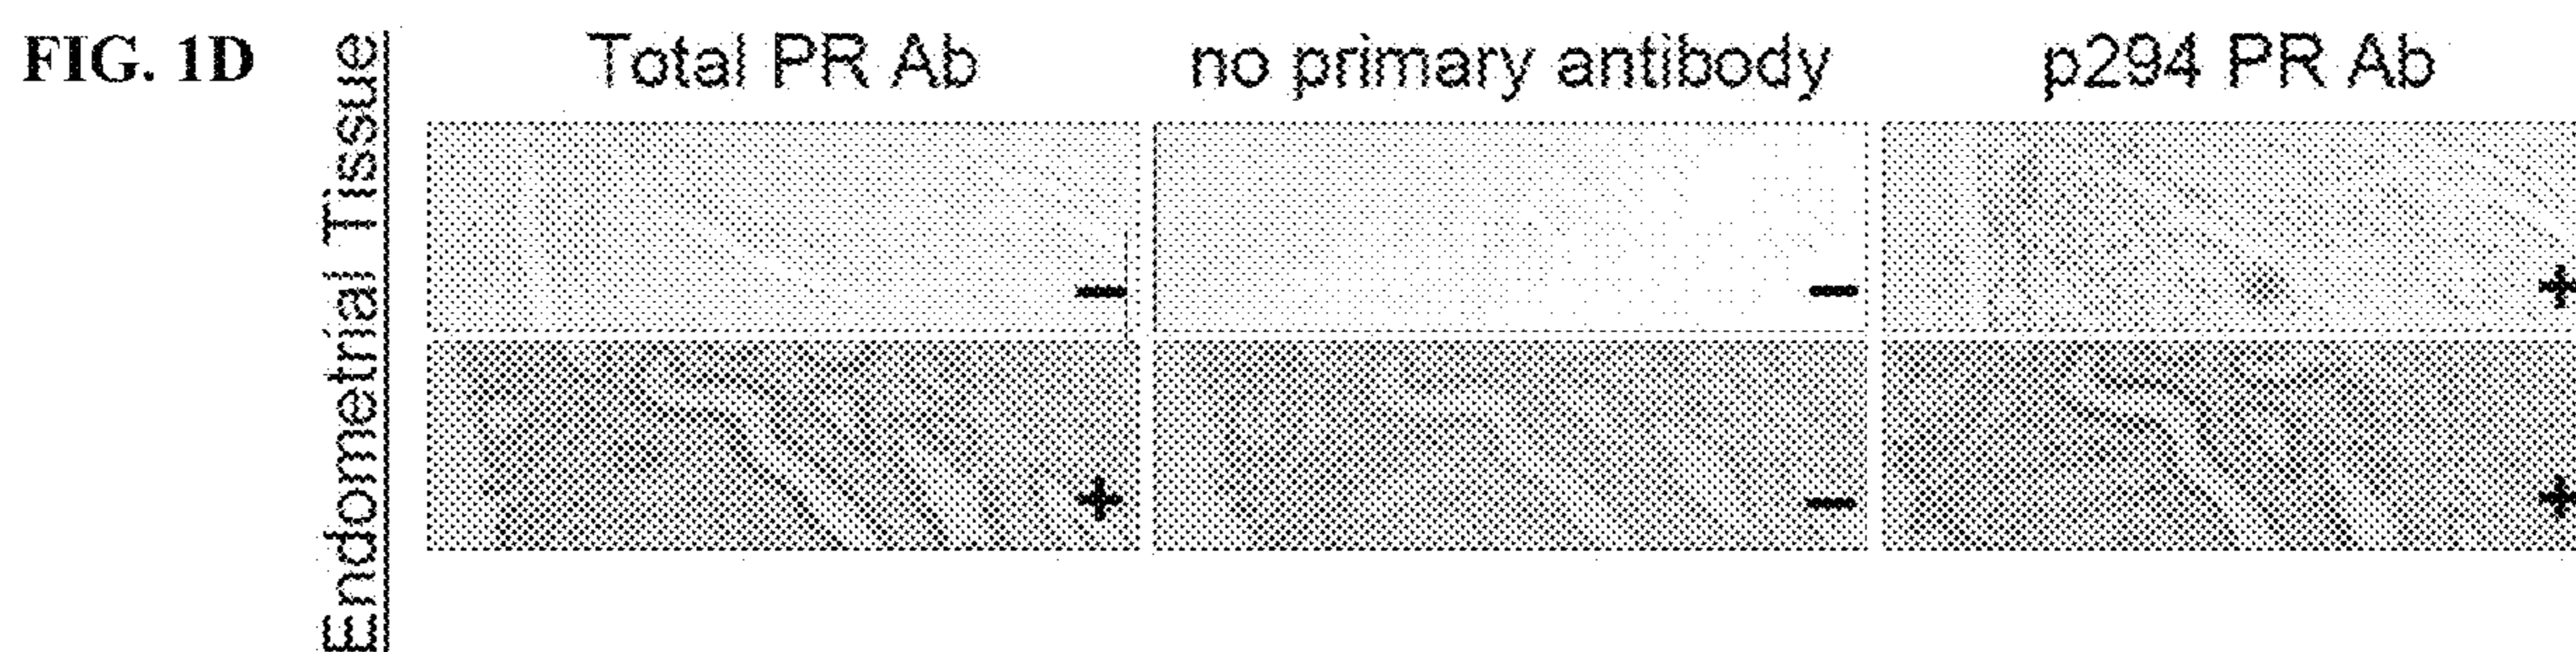 FIG. 1D
Endometrial Tissue
Total PR Ab
no primary antibody
p294 PR Ab
− − +
+ − +